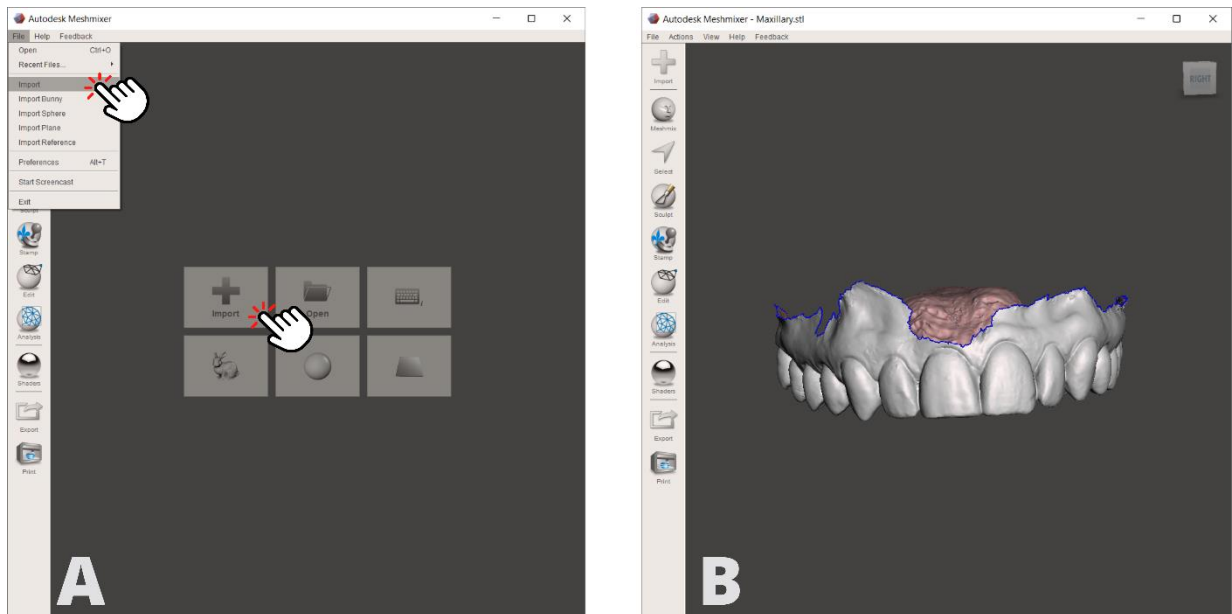 Autodesk Meshmixer
File Help Feedback
Open Ctrl+O
Recent Files...
Import
Import Bunny
Import Sphere
Import Plane
Import Reference
Preferences Alt+T
Start Screencast
Exit
Stamp
Edit
Analysis
Shaders
Export
Print
Import
Open
A
Autodesk Meshmixer - Maxillary.stl
File Actions View Help Feedback
Import
Meshmix
Select
Sculpt
Stamp
Edit
Analysis
Shaders
Export
Print
RIGHT
B